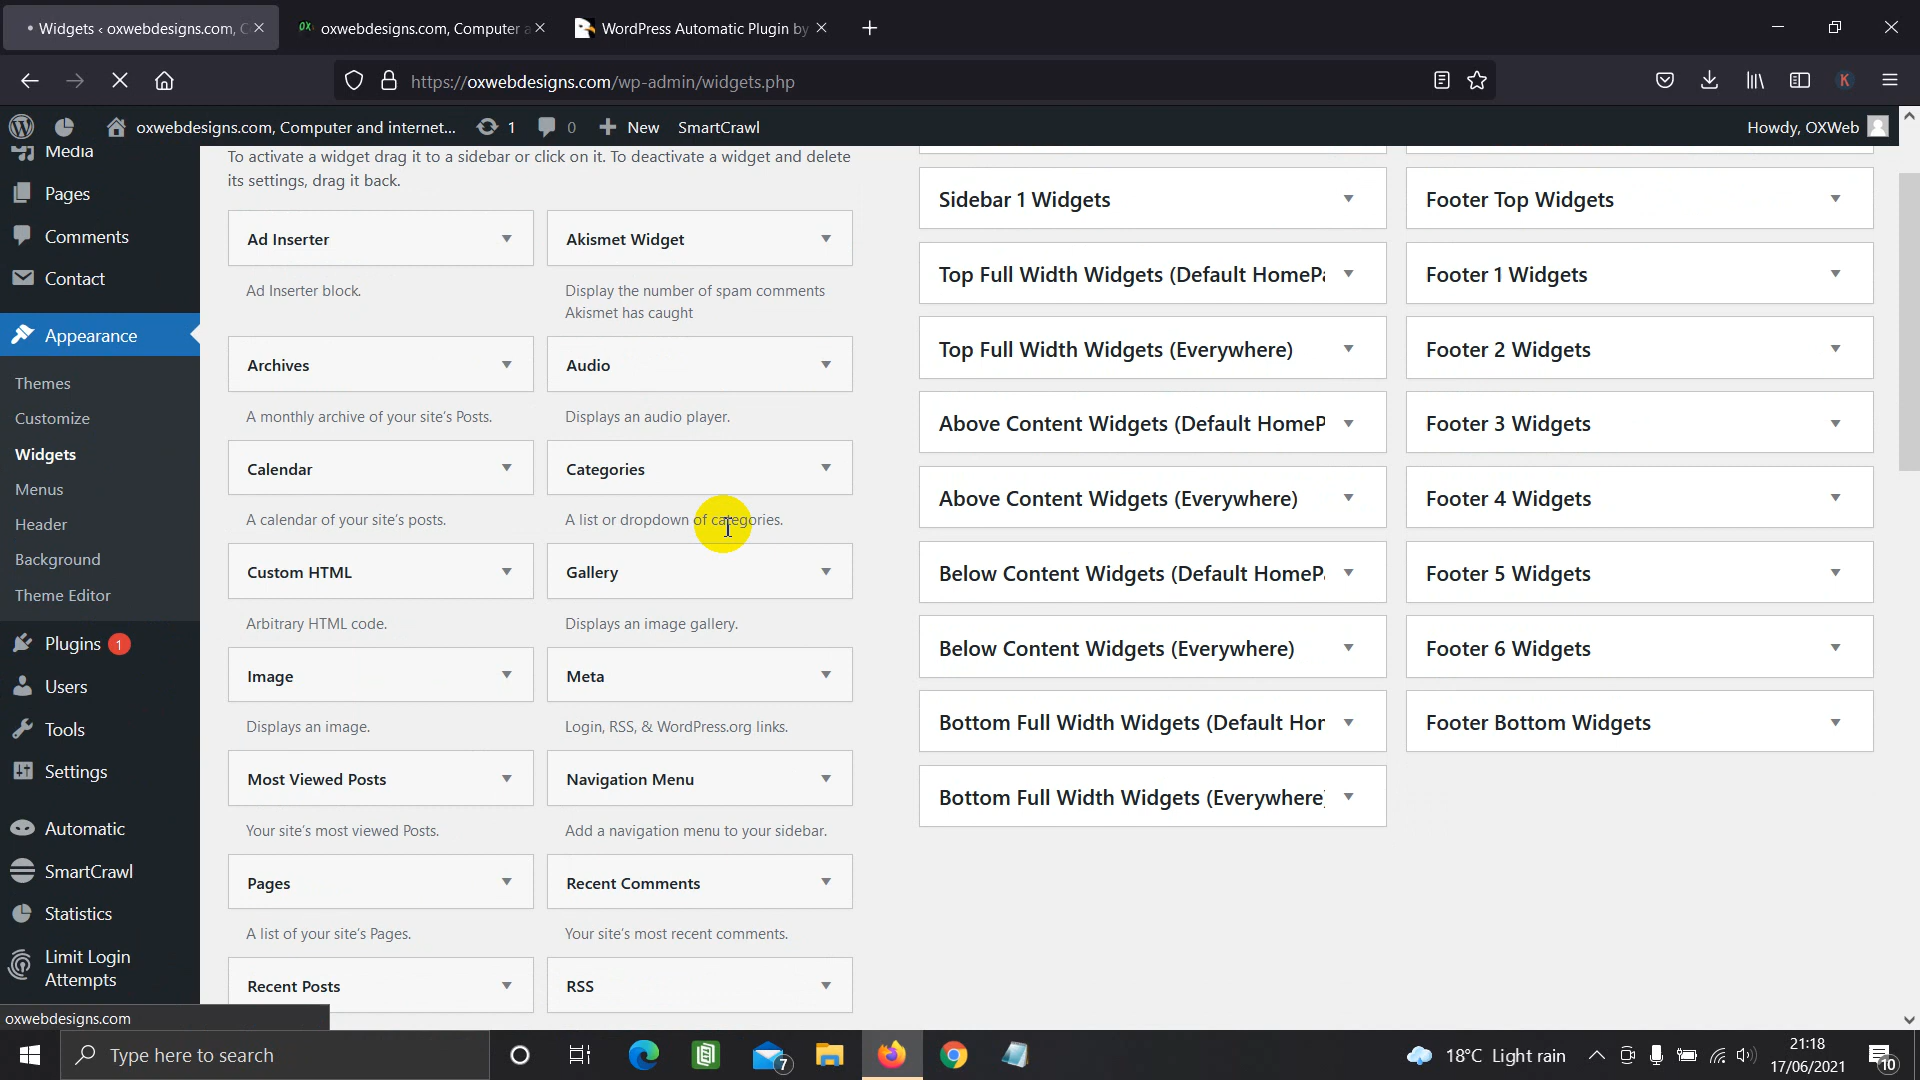 Widgets ‹ oxwebdesigns.com, C
oxwebdesigns.com, Computer a
WordPress Automatic Plugin by
https://oxwebdesigns.com/wp-admin/widgets.php
K
oxwebdesigns.com, Computer and internet...
1
0
New
SmartCrawl
Howdy, OXWeb
Media
Pages
Comments
Contact
Appearance
Themes
Customize
Widgets
Menus
Header
Background
Theme Editor
Plugins 1
Users
Tools
Settings
Automatic
SmartCrawl
Statistics
Limit Login
Attempts
oxwebdesigns.com
To activate a widget drag it to a sidebar or click on it. To deactivate a widget and delete
its settings, drag it back.
Ad Inserter
Ad Inserter block.
Akismet Widget
Display the number of spam comments
Akismet has caught
Archives
A monthly archive of your site's Posts.
Audio
Displays an audio player.
Calendar
A calendar of your site's posts.
Categories
A list or dropdown of categories.
Custom HTML
Arbitrary HTML code.
Gallery
Displays an image gallery.
Image
Displays an image.
Meta
Login, RSS, & WordPress.org links.
Most Viewed Posts
Your site's most viewed Posts.
Navigation Menu
Add a navigation menu to your sidebar.
Pages
A list of your site's Pages.
Recent Comments
Your site's most recent comments.
Recent Posts
RSS
Sidebar 1 Widgets
Top Full Width Widgets (Default HomePa
Top Full Width Widgets (Everywhere)
Above Content Widgets (Default HomeP
Above Content Widgets (Everywhere)
Below Content Widgets (Default HomeP
Below Content Widgets (Everywhere)
Bottom Full Width Widgets (Default Hor
Bottom Full Width Widgets (Everywhere)
Footer Top Widgets
Footer 1 Widgets
Footer 2 Widgets
Footer 3 Widgets
Footer 4 Widgets
Footer 5 Widgets
Footer 6 Widgets
Footer Bottom Widgets
Type here to search
7
18°C Light rain
21:18
17/06/2021
10